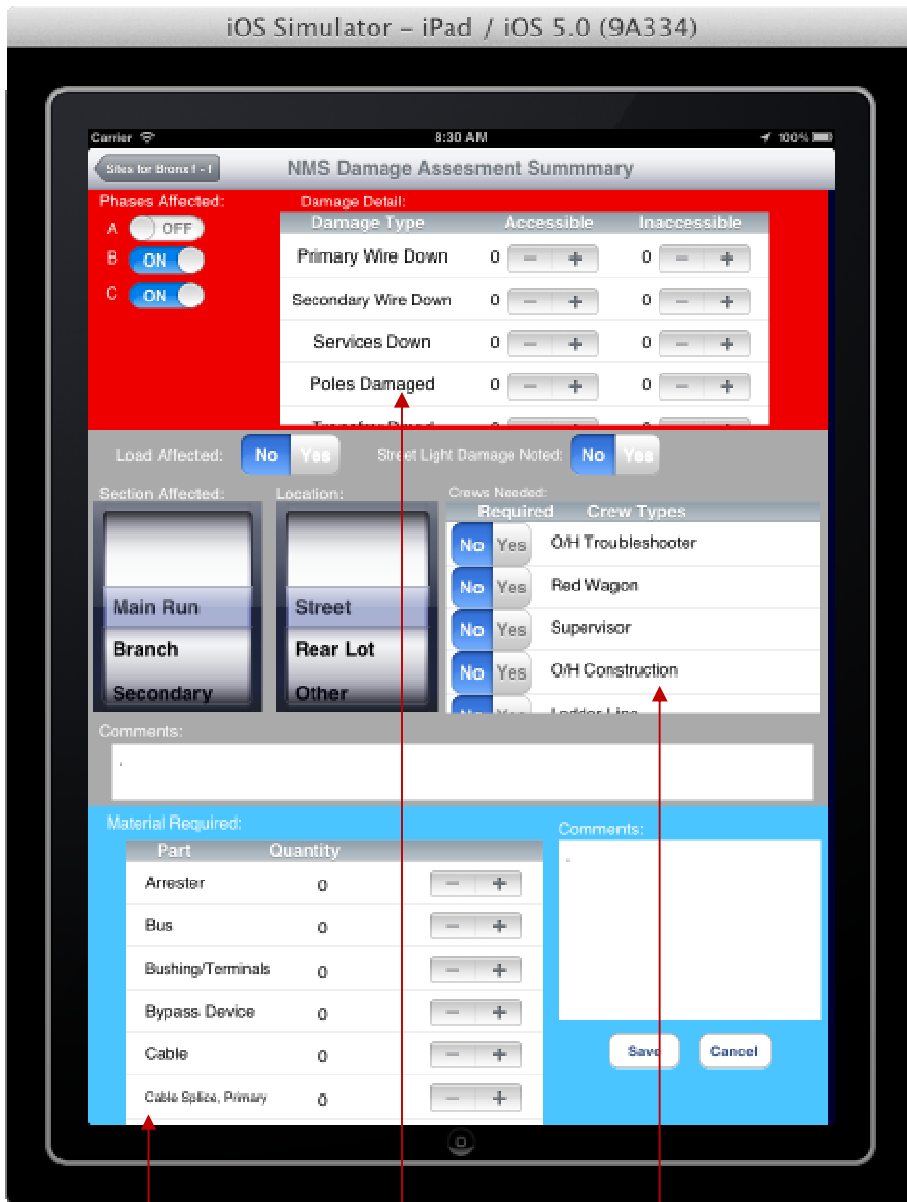 iOS Simulator – iPad / iOS 5.0 (9A334)
Carrier 8:30 AM 100%
Sites for Bronx1 - 1 NMS Damage Assesment Summmary
Phases Affected:
A OFF
B ON
C ON
Damage Detail:
Damage Type Accessible Inaccessible
Primary Wire Down 0 − + 0 − +
Secondary Wire Down 0 − + 0 − +
Services Down 0 − + 0 − +
Poles Damaged 0 − + 0 − +
Load Affected: No Yes Street Light Damage Noted: No Yes
Section Affected:
Main Run
Branch
Secondary
Location:
Street
Rear Lot
Other
Crews Needed:
Required Crew Types
No Yes O/H Troubleshooter
No Yes Red Wagon
No Yes Supervisor
No Yes O/H Construction
No Yes
Comments:
.
Material Required:
Part Quantity
Arrester 0 − +
Bus 0 − +
Bushing/Terminals 0 − +
Bypass Device 0 − +
Cable 0 − +
Cable Splice, Primary 0 − +
Comments:
.
Save Cancel